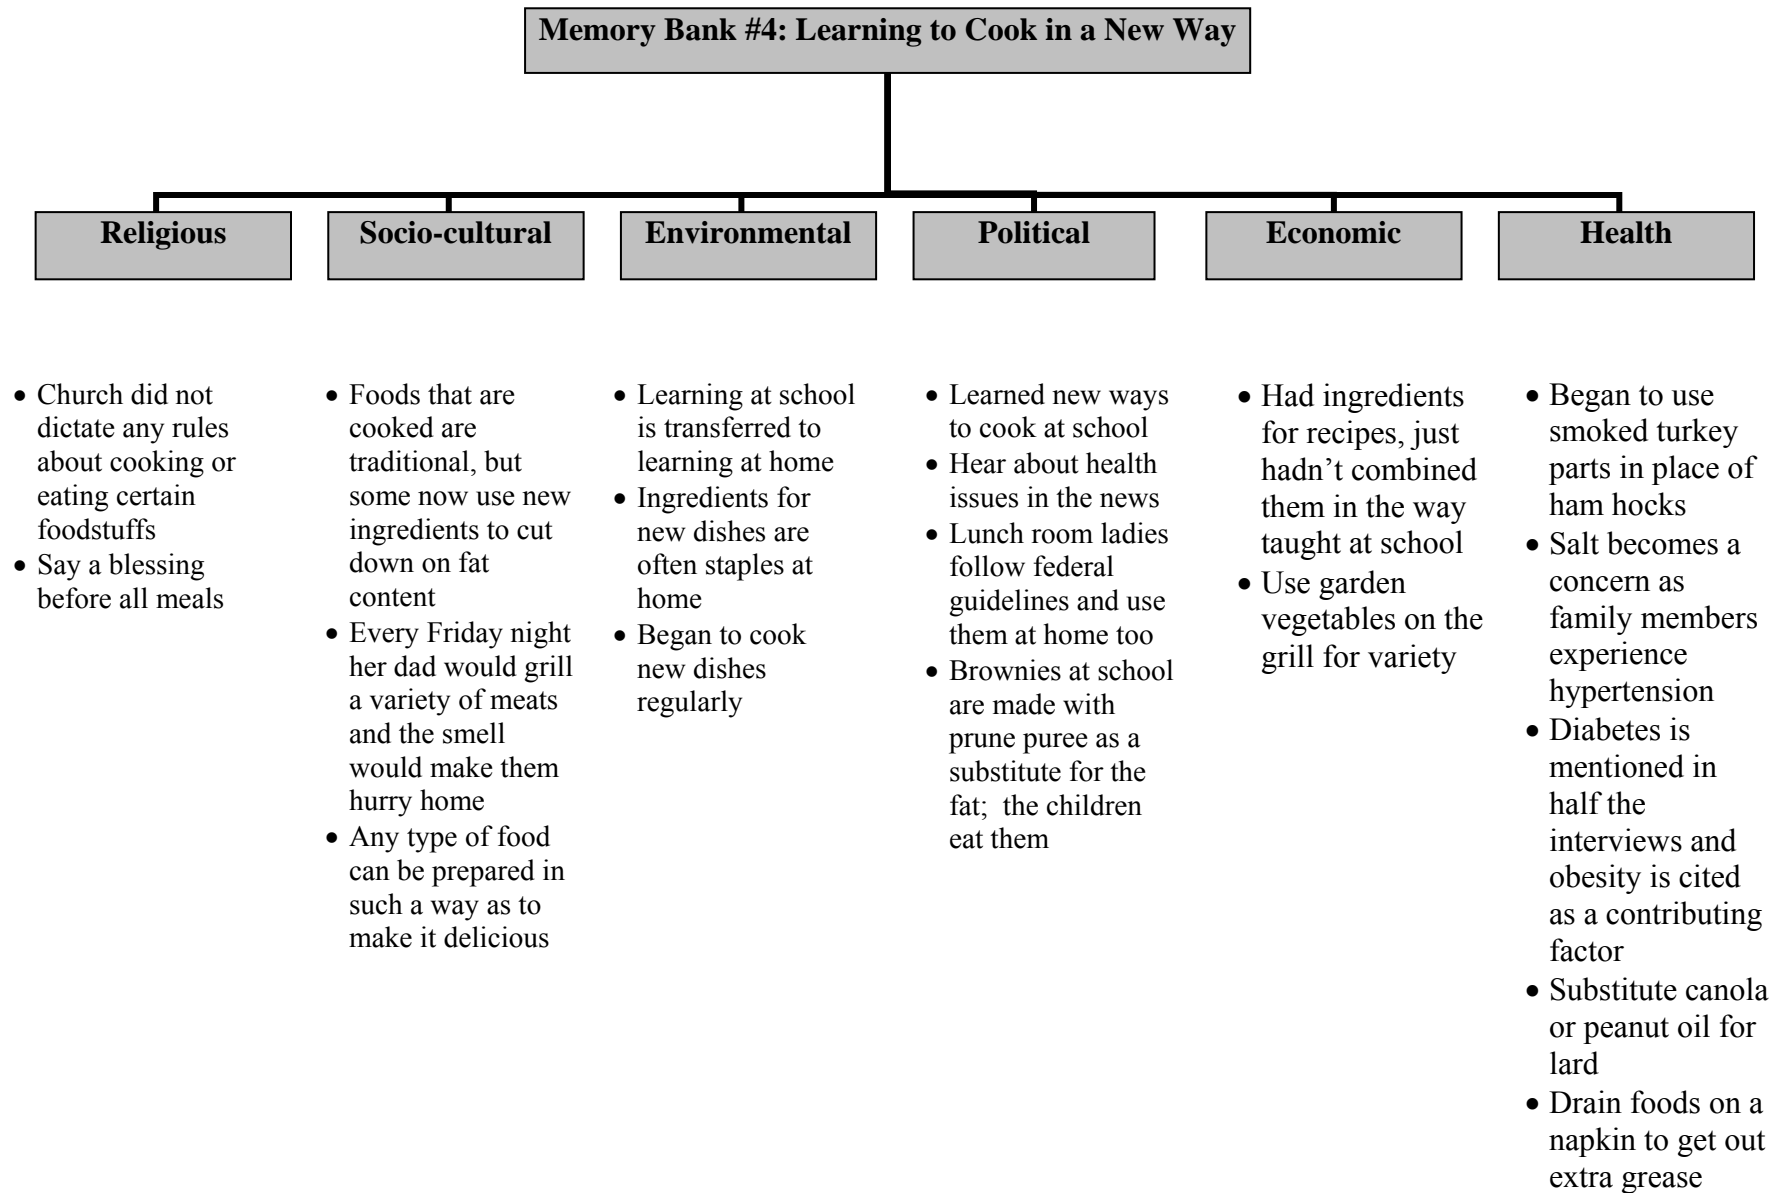 Memory Bank #4: Learning to Cook in a New Way
Religious
Socio-cultural
Environmental
Political
Economic
Health
• Church did not
dictate any rules
about cooking or
eating certain
foodstuffs
• Say a blessing
before all meals
• Foods that are
cooked are
traditional, but
some now use new
ingredients to cut
down on fat
content
• Every Friday night
her dad would grill
a variety of meats
and the smell
would make them
hurry home
• Any type of food
can be prepared in
such a way as to
make it delicious
• Learning at school
is transferred to
learning at home
• Ingredients for
new dishes are
often staples at
home
• Began to cook
new dishes
regularly
• Learned new ways
to cook at school
• Hear about health
issues in the news
• Lunch room ladies
follow federal
guidelines and use
them at home too
• Brownies at school
are made with
prune puree as a
substitute for the
fat;  the children
eat them
• Had ingredients
for recipes, just
hadn’t combined
them in the way
taught at school
• Use garden
vegetables on the
grill for variety
• Began to use
smoked turkey
parts in place of
ham hocks
• Salt becomes a
concern as
family members
experience
hypertension
• Diabetes is
mentioned in
half the
interviews and
obesity is cited
as a contributing
factor
• Substitute canola
or peanut oil for
lard
• Drain foods on a
napkin to get out
extra grease